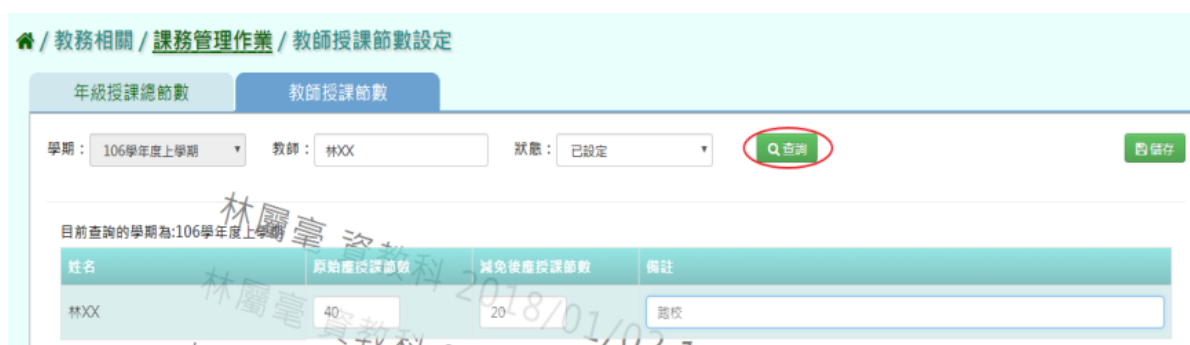 / 教務相關 / 課務管理作業 / 教師授課節數設定
年級授課總節數 教師授課節數
學期： 106學年度上學期 教師： 林XX 狀態： 已設定 查詢 儲存
目前查詢的學期為:106學年度上學期
林屬毫 資教科 2018/01/02
姓名 原始應授課節數 減免後應授課節數 備註
林XX 40 20 跑校
林屬毫 資教科